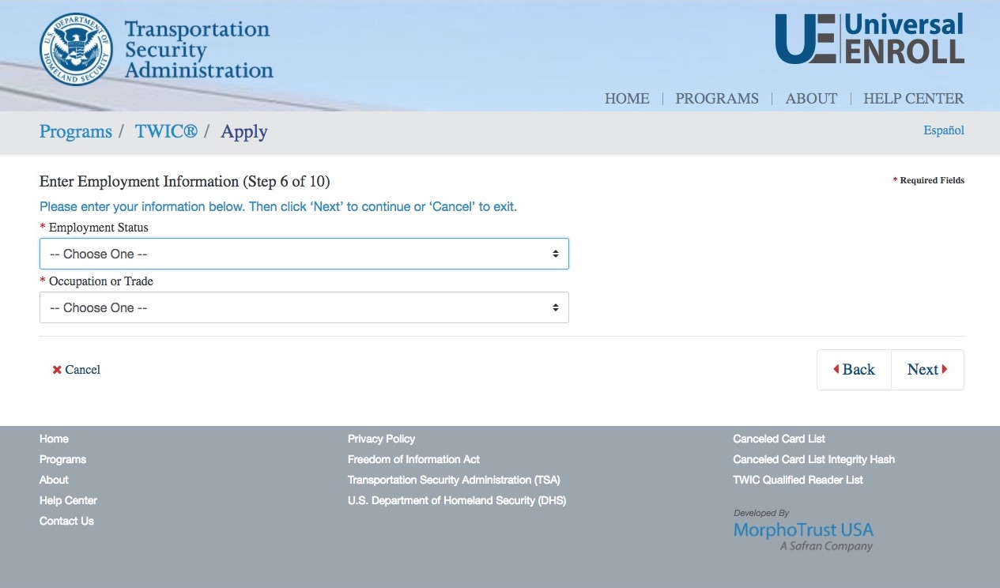 U.S. DEPARTMENT OF
HOMELAND SECURITY
Transportation
Security
Administration
UE Universal
ENROLL
HOME | PROGRAMS | ABOUT | HELP CENTER
Programs / TWIC® / Apply
Español
Enter Employment Information (Step 6 of 10)
* Required Fields
Please enter your information below. Then click ‘Next’ to continue or ‘Cancel’ to exit.
* Employment Status
-- Choose One --
* Occupation or Trade
-- Choose One --
Cancel
Back
Next
Home
Programs
About
Help Center
Contact Us
Privacy Policy
Freedom of Information Act
Transportation Security Administration (TSA)
U.S. Department of Homeland Security (DHS)
Canceled Card List
Canceled Card List Integrity Hash
TWIC Qualified Reader List
Developed By
MorphoTrust USA
A Safran Company